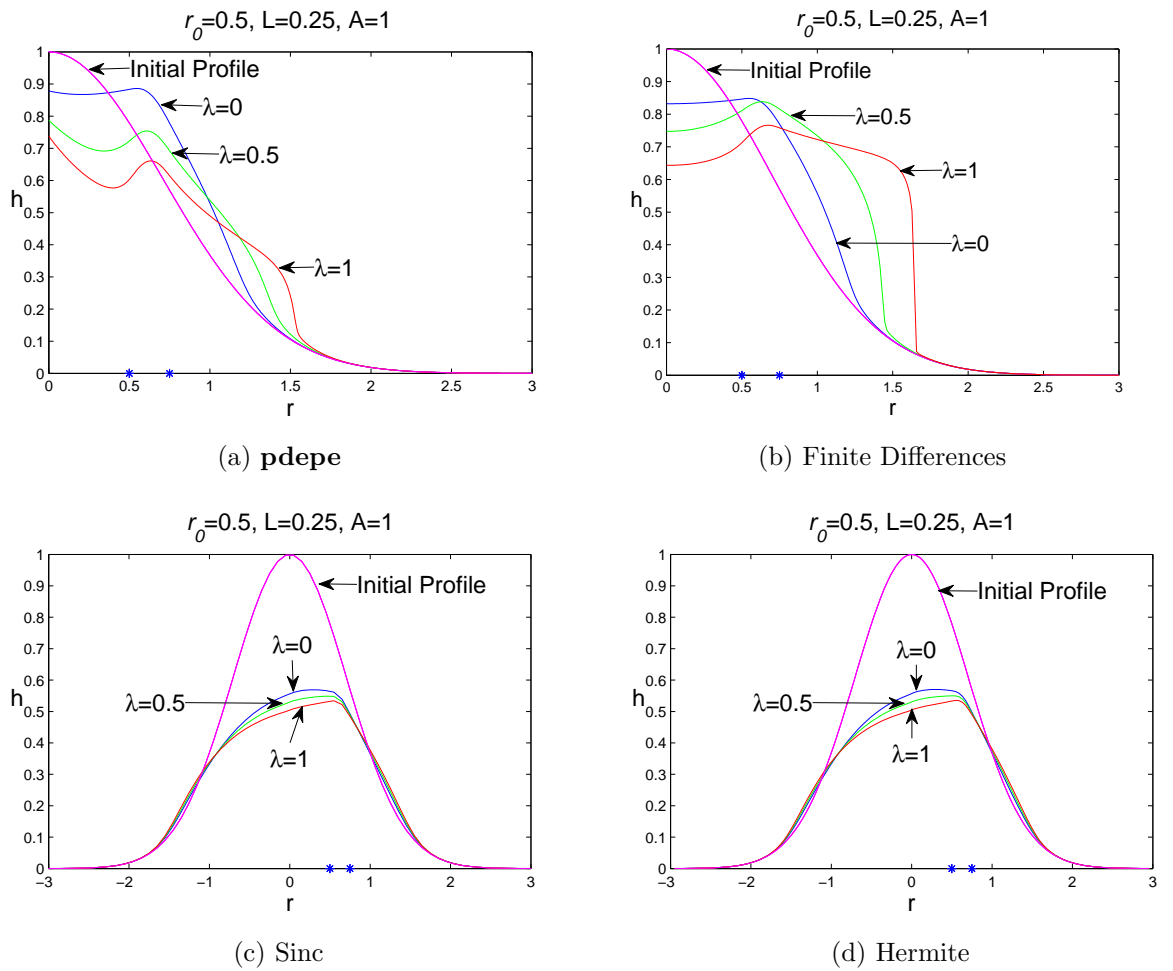 r0=0.5, L=0.25, A=1
1
Initial Profile
0.9
λ=0
0.8
0.7
λ=0.5
0.6
h
0.5
0.4
λ=1
0.3
0.2
0.1
0
0 0.5 1 1.5 2 2.5 3
r
(a) pdepe
r0=0.5, L=0.25, A=1
1
Initial Profile
0.9
0.8
λ=0.5
0.7
0.6
λ=1
h
0.5
0.4
λ=0
0.3
0.2
0.1
0
0 0.5 1 1.5 2 2.5 3
r
(b) Finite Differences
r0=0.5, L=0.25, A=1
1
0.9
Initial Profile
0.8
0.7
λ=0
0.6
h
λ=0.5
0.5
0.4
λ=1
0.3
0.2
0.1
0
−3 −2 −1 0 1 2 3
r
(c) Sinc
r0=0.5, L=0.25, A=1
1
0.9
Initial Profile
0.8
0.7
λ=0
0.6
h
λ=0.5
0.5
0.4
λ=1
0.3
0.2
0.1
0
−3 −2 −1 0 1 2 3
r
(d) Hermite